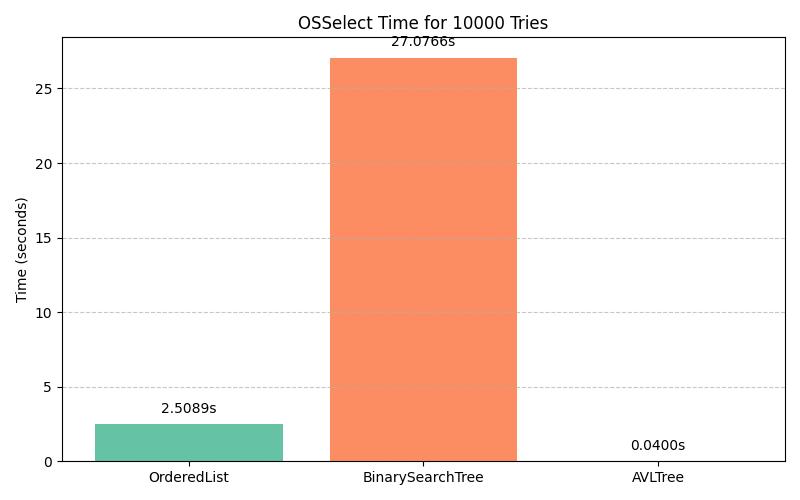 OSSelect Time for 10000 Tries
27.0766s
25
20
15
10
5
0
Time (seconds)
2.5089s
0.0400s
OrderedList
BinarySearchTree
AVLTree